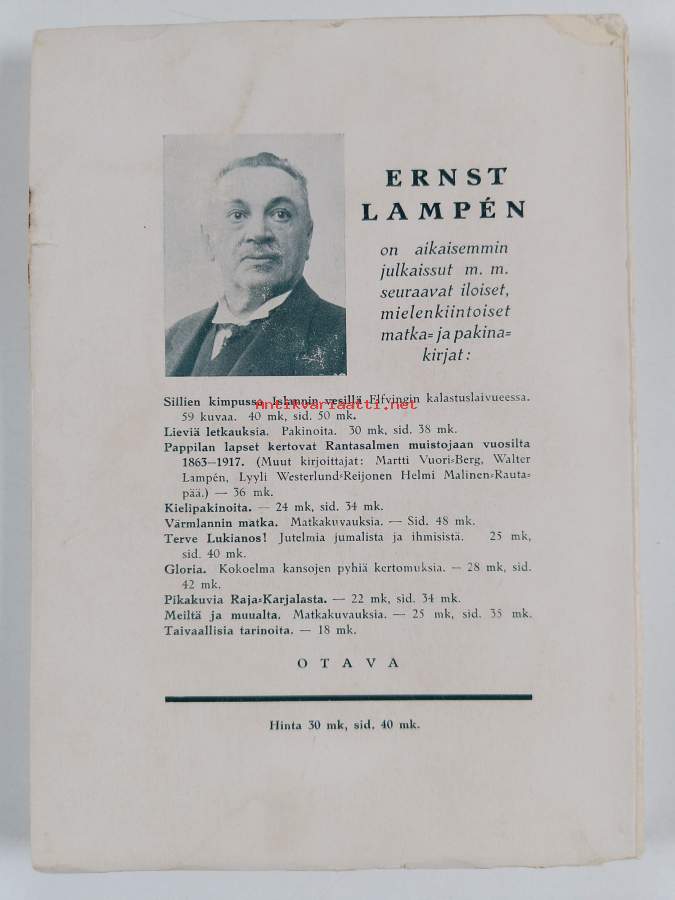 ERNST
LAMPÉN
on aikaisemmin
julkaissut m. m.
seuraavat iloiset,
mielenkiintoiset
matka= ja pakina=
kirjat:
Sillien kimpussa Islannin vesillä Elfvingin kalastuslaivueessa.
Antikvariaatti.net
59 kuvaa. 40 mk, sid. 50 mk.
Lieviä letkauksia. Pakinoita. 30 mk, sid. 38 mk.
Pappilan lapset kertovat Rantasalmen muistojaan vuosilta
1863—1917. (Muut kirjoittajat: Martti Vuori=Berg, Walter
Lampén, Lyyli Westerlund=Reijonen Helmi Malinen=Rauta=
pää.) — 36 mk.
Kielipakinoita. — 24 mk, sid. 34 mk.
Värmlannin matka. Matkakuvauksia. — Sid. 48 mk.
Terve Lukianos! Jutelmia jumalista ja ihmisistä. 25 mk,
sid. 40 mk.
Gloria. Kokoelma kansojen pyhiä kertomuksia. — 28 mk, sid.
42 mk.
Pikakuvia Raja=Karjalasta. — 22 mk, sid. 34 mk.
Meiltä ja muualta. Matkakuvauksia. — 25 mk, sid. 35 mk.
Taivaallisia tarinoita. — 18 mk.
OTAVA
Hinta 30 mk, sid. 40 mk.